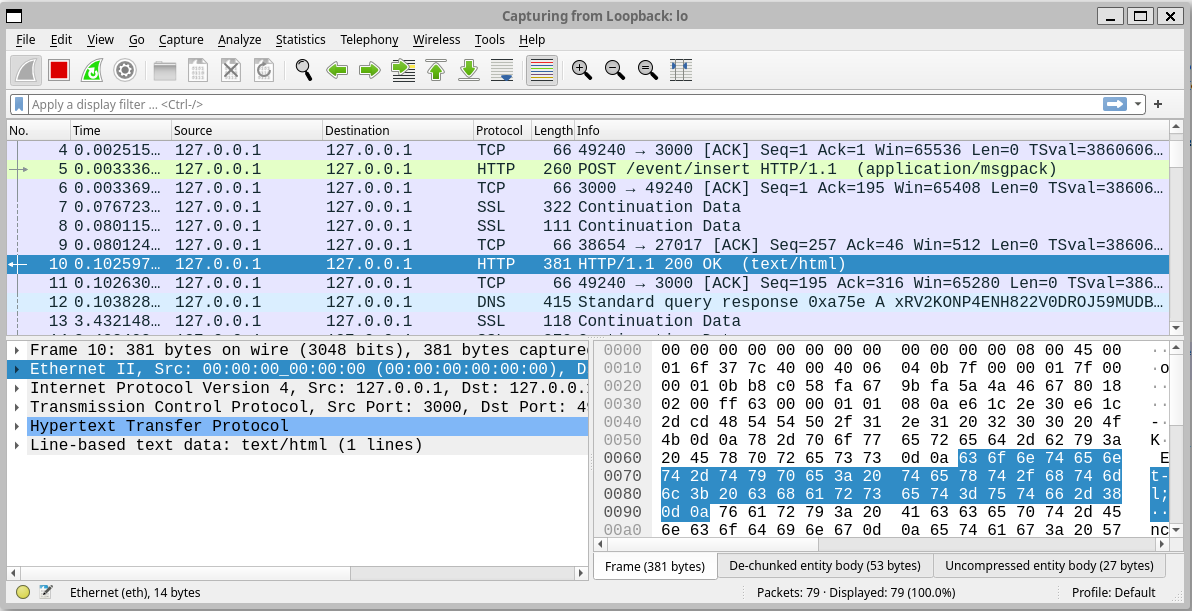 Capturing from Loopback: lo
File Edit View Go Capture Analyze Statistics Telephony Wireless Tools Help
Apply a display filter ... <Ctrl-/>
No. Time Source Destination Protocol Length Info
4 0.002515… 127.0.0.1 127.0.0.1 TCP 66 49240 → 3000 [ACK] Seq=1 Ack=1 Win=65536 Len=0 TSval=3860606…
5 0.003336… 127.0.0.1 127.0.0.1 HTTP 260 POST /event/insert HTTP/1.1 (application/msgpack)
6 0.003369… 127.0.0.1 127.0.0.1 TCP 66 3000 → 49240 [ACK] Seq=1 Ack=195 Win=65408 Len=0 TSval=38606…
7 0.076723… 127.0.0.1 127.0.0.1 SSL 322 Continuation Data
8 0.080115… 127.0.0.1 127.0.0.1 SSL 111 Continuation Data
9 0.080124… 127.0.0.1 127.0.0.1 TCP 66 38654 → 27017 [ACK] Seq=257 Ack=46 Win=512 Len=0 TSval=38606…
10 0.102597… 127.0.0.1 127.0.0.1 HTTP 381 HTTP/1.1 200 OK (text/html)
11 0.102630… 127.0.0.1 127.0.0.1 TCP 66 49240 → 3000 [ACK] Seq=195 Ack=316 Win=65280 Len=0 TSval=386…
12 0.103828… 127.0.0.1 127.0.0.1 DNS 415 Standard query response 0xa75e A xRV2KONP4ENH822V0DROJ59MUDB…
13 3.432148… 127.0.0.1 127.0.0.1 SSL 118 Continuation Data
Frame 10: 381 bytes on wire (3048 bits), 381 bytes capture
Ethernet II, Src: 00:00:00_00:00:00 (00:00:00:00:00:00), D
Internet Protocol Version 4, Src: 127.0.0.1, Dst: 127.0.0.
Transmission Control Protocol, Src Port: 3000, Dst Port: 4
Hypertext Transfer Protocol
Line-based text data: text/html (1 lines)
0000 00 00 00 00 00 00 00 00 00 00 00 00 08 00 45 00 ··
0010 01 6f 37 7c 40 00 40 06 04 0b 7f 00 00 01 7f 00 ·o
0020 00 01 0b b8 c0 58 fa 67 9b fa 5a 4a 46 67 80 18 ··
0030 02 00 ff 63 00 00 01 01 08 0a e6 1c 2e 30 e6 1c ··
0040 2d cd 48 54 54 50 2f 31 2e 31 20 32 30 30 20 4f -·
0050 4b 0d 0a 78 2d 70 6f 77 65 72 65 64 2d 62 79 3a K·
0060 20 45 78 70 72 65 73 73 0d 0a 63 6f 6e 74 65 6e E
0070 74 2d 74 79 70 65 3a 20 74 65 78 74 2f 68 74 6d t-
0080 6c 3b 20 63 68 61 72 73 65 74 3d 75 74 66 2d 38 l;
0090 0d 0a 76 61 72 79 3a 20 41 63 63 65 70 74 2d 45 ··
00a0 6e 63 6f 64 69 6e 67 0d 0a 65 74 61 67 3a 20 57 nc
Frame (381 bytes) De-chunked entity body (53 bytes) Uncompressed entity body (27 bytes)
Ethernet (eth), 14 bytes Packets: 79 · Displayed: 79 (100.0%) Profile: Default